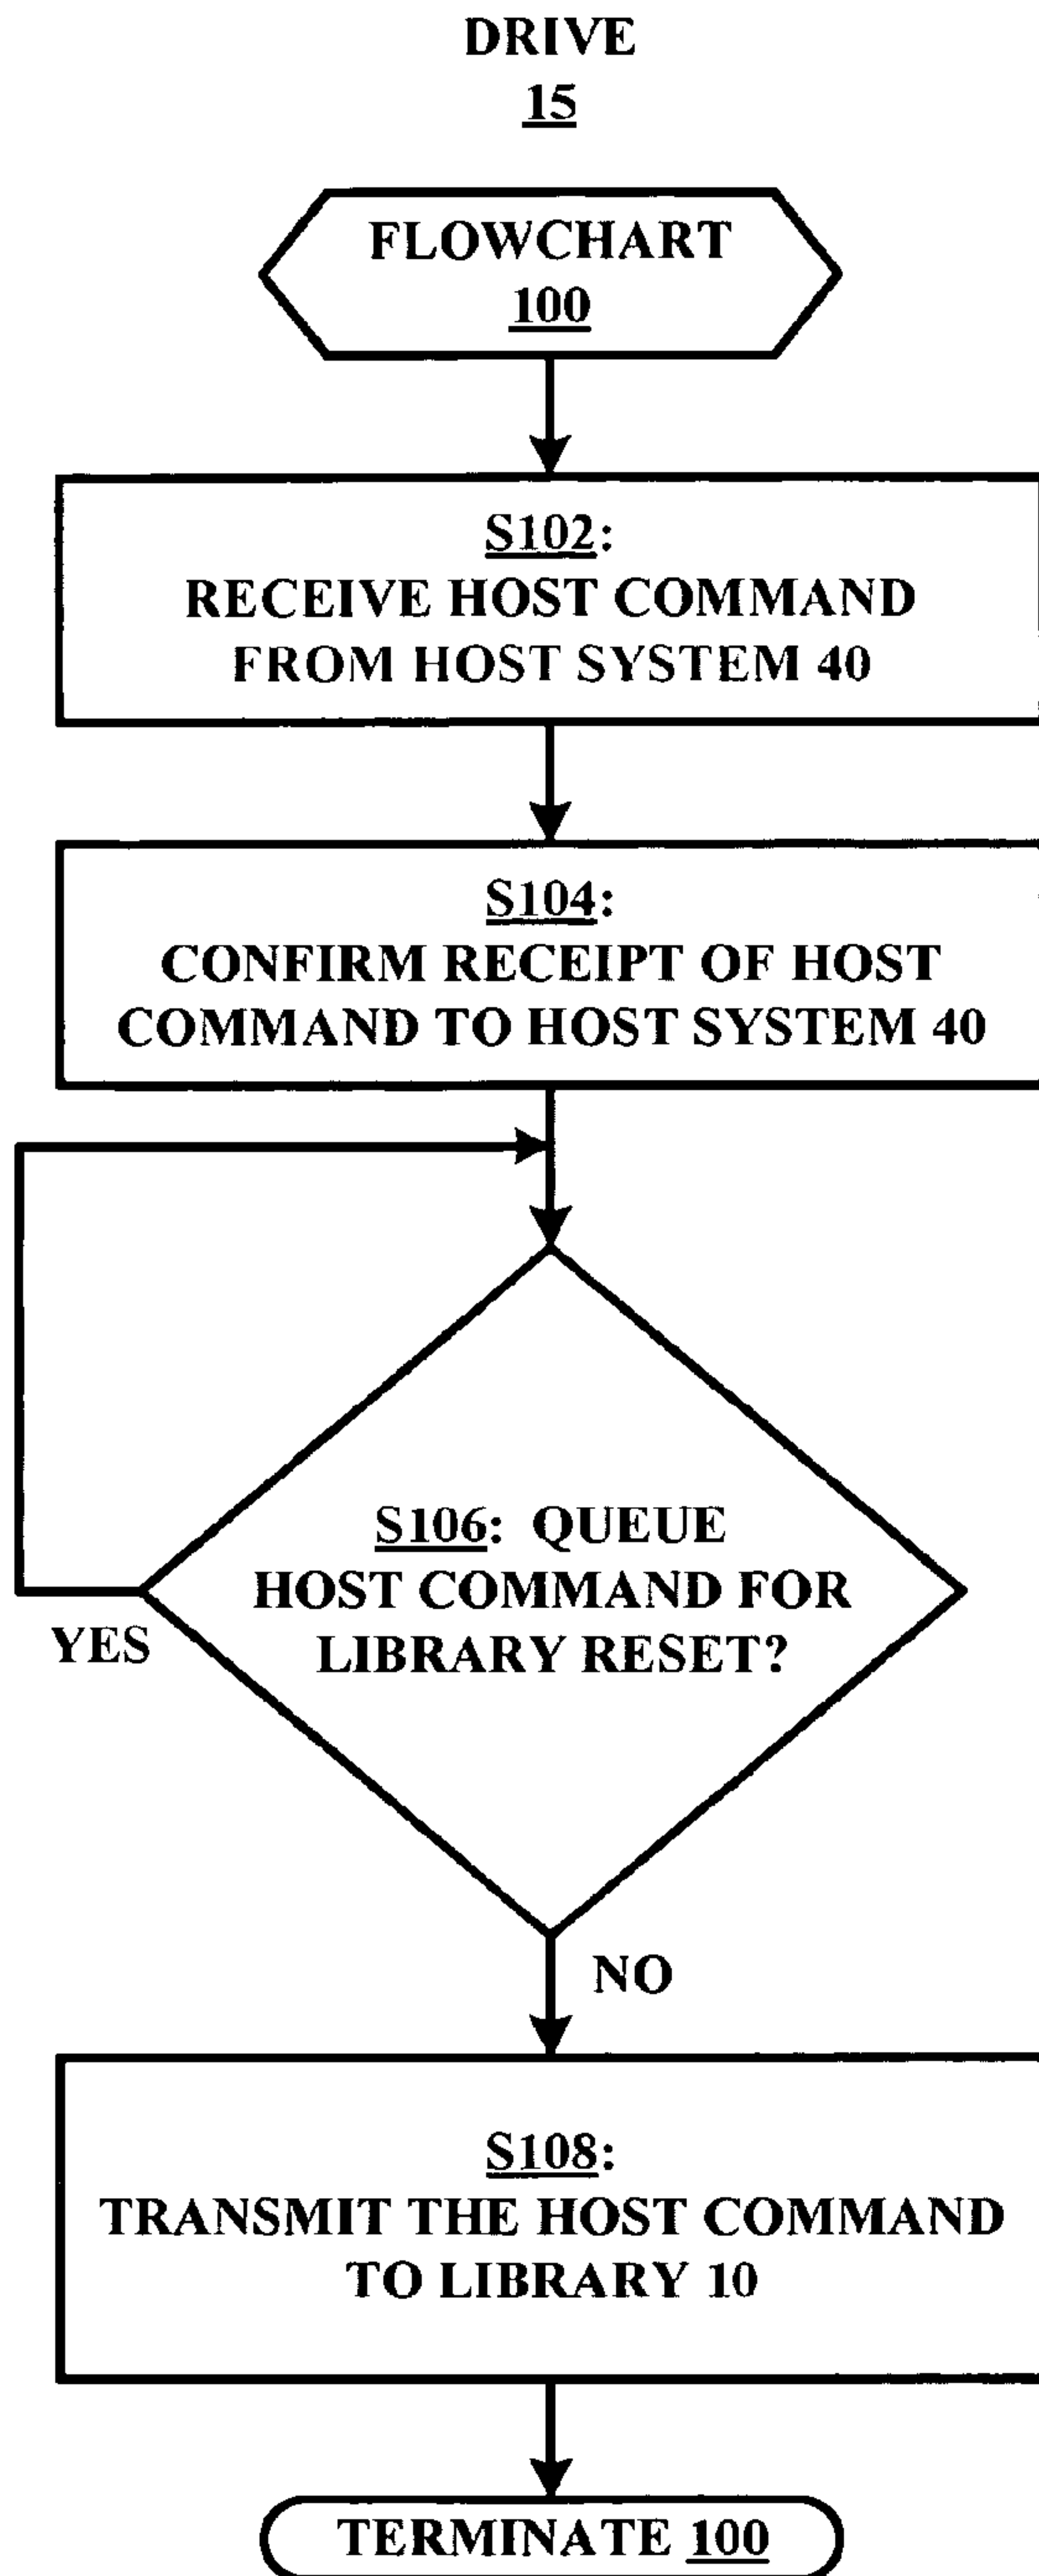 DRIVE
15
FLOWCHART
100
S102:
RECEIVE HOST COMMAND
FROM HOST SYSTEM 40
S104:
CONFIRM RECEIPT OF HOST
COMMAND TO HOST SYSTEM 40
S106: QUEUE
HOST COMMAND FOR
LIBRARY RESET?
YES
NO
S108:
TRANSMIT THE HOST COMMAND
TO LIBRARY 10
TERMINATE 100